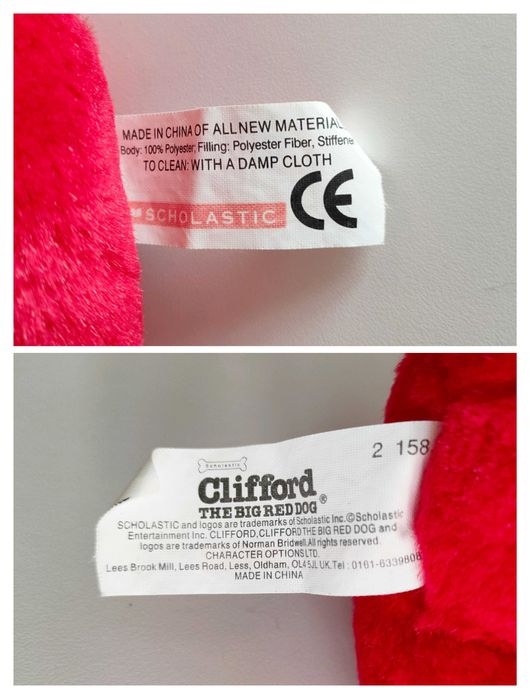 MADE IN CHINA OF ALL NEW MATERIAL
Body: 100% Polyester; Filling: Polyester Fiber, Stiffene
TO CLEAN: WITH A DAMP CLOTH
SCHOLASTIC
CE
2 158
Scholastic
Clifford
THE BIG RED DOG®
SCHOLASTIC and logos are trademarks of Scholastic Inc.©Scholastic
Entertainment Inc. CLIFFORD,CLIFFORD THE BIG RED DOG and
logos are trademarks of Norman Bridwell.All rights reserved.
CHARACTER OPTIONS LTD.
Lees Brook Mill, Lees Road, Less, Oldham, OL4 5JL UK.Tel : 0161-6339808
MADE IN CHINA